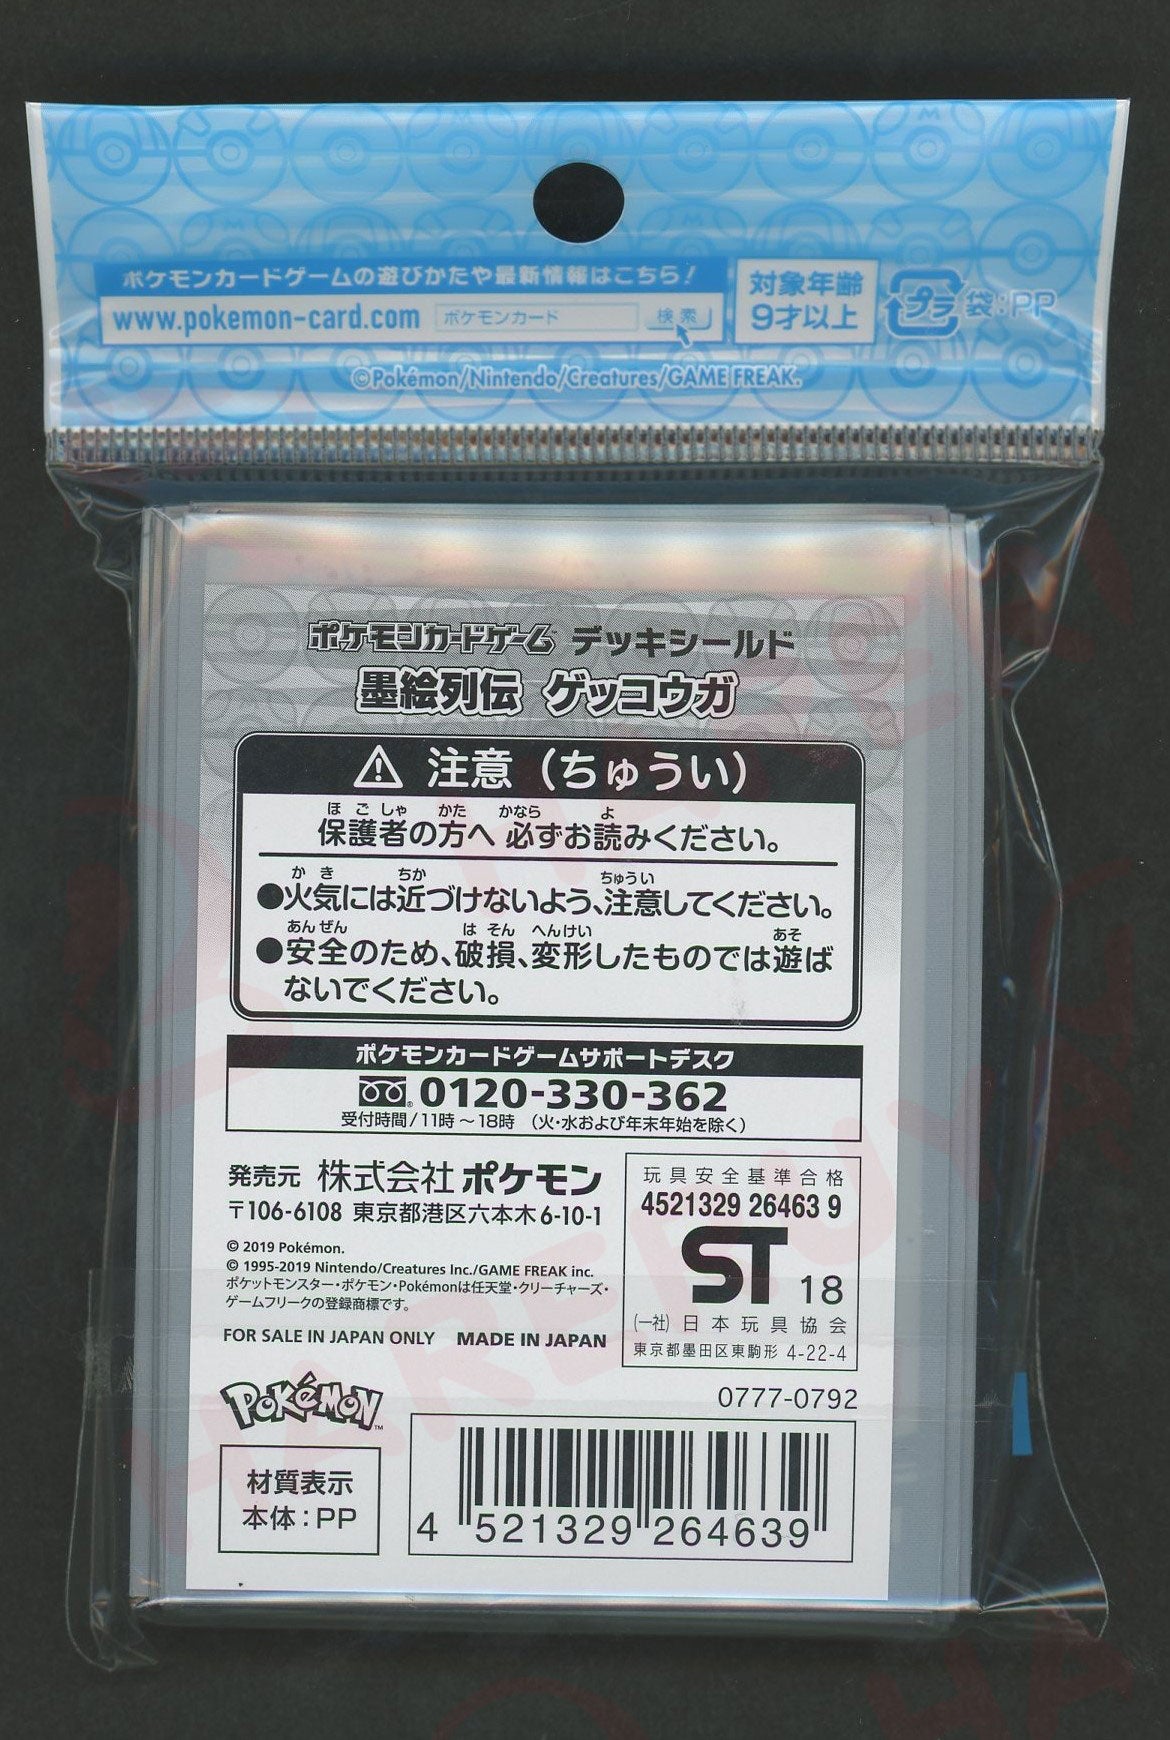 ポケモンカードゲームの遊びかたや最新情報はこちら!
www.pokemon-card.com ポケモンカード 検索
対象年齢
9才以上
プラ 袋:PP
©Pokémon/Nintendo/Creatures/GAME FREAK.
ポケモンカードゲーム デッキシールド
墨絵列伝 ゲッコウガ
注意(ちゅうい)
ほごしゃ かた かなら よ
保護者の方へ 必ずお読みください。
かき ちか ちゅうい
●火気には近づけないよう、注意してください。
あんぜん はそん へんけい あそ
●安全のため、破損、変形したものでは遊ば
ないでください。
ポケモンカードゲームサポートデスク
0120-330-362
受付時間/11時~18時 (火・水および年末年始を除く)
発売元 株式会社ポケモン
〒106-6108 東京都港区六本木6-10-1
© 2019 Pokémon.
© 1995-2019 Nintendo/Creatures Inc./GAME FREAK inc.
ポケットモンスター・ポケモン・Pokémonは任天堂・クリーチャーズ・
ゲームフリークの登録商標です。
FOR SALE IN JAPAN ONLY MADE IN JAPAN
玩具安全基準合格
4521329 26463 9
ST 18
(一社)日本玩具協会
東京都墨田区東駒形 4-22-4
POKéMON™
0777-0792
材質表示
本体:PP
4 521329 264639